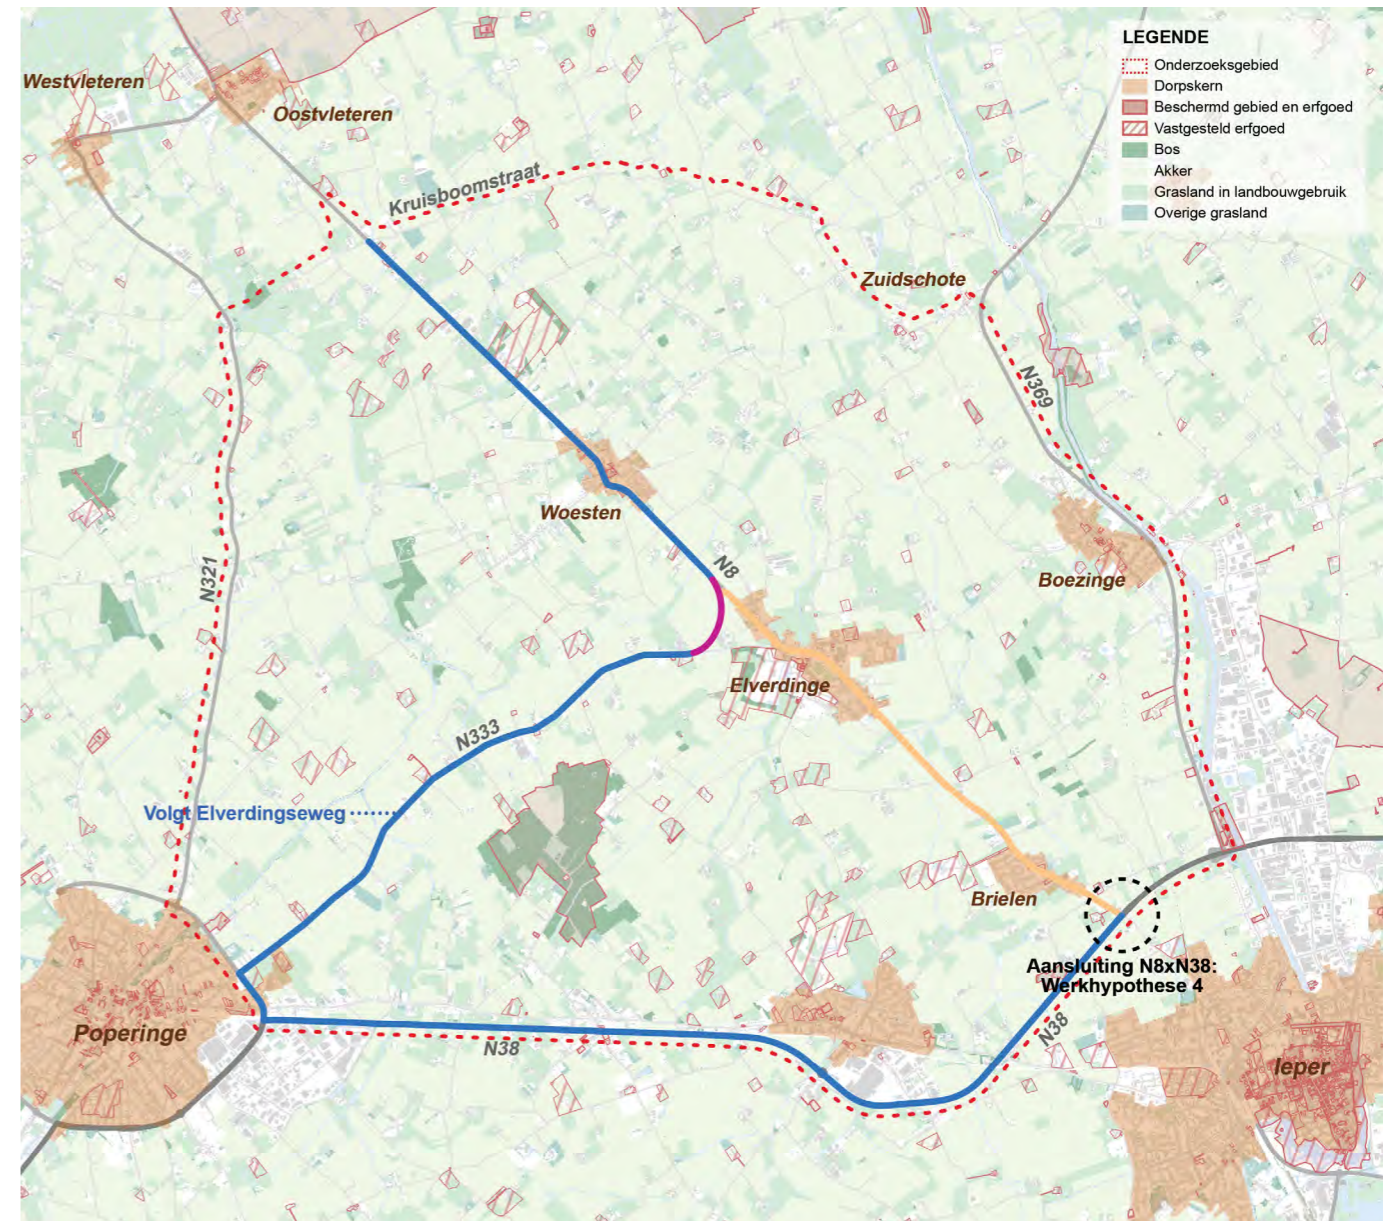 LEGENDE
Onderzoeksgebied
Dorpskern
Beschermd gebied en erfgoed
Vastgesteld erfgoed
Bos
Akker
Grasland in landbouwgebruik
Overige grasland
Westvleteren
Oostvleteren
Kruisboomstraat
Zuidschote
N369
Woesten
N8
N321
Boezinge
Elverdinge
N333
Volgt Elverdingseweg
Brielen
Aansluiting N8xN38:
Werkhypothese 4
Poperinge
N38
N38
Ieper